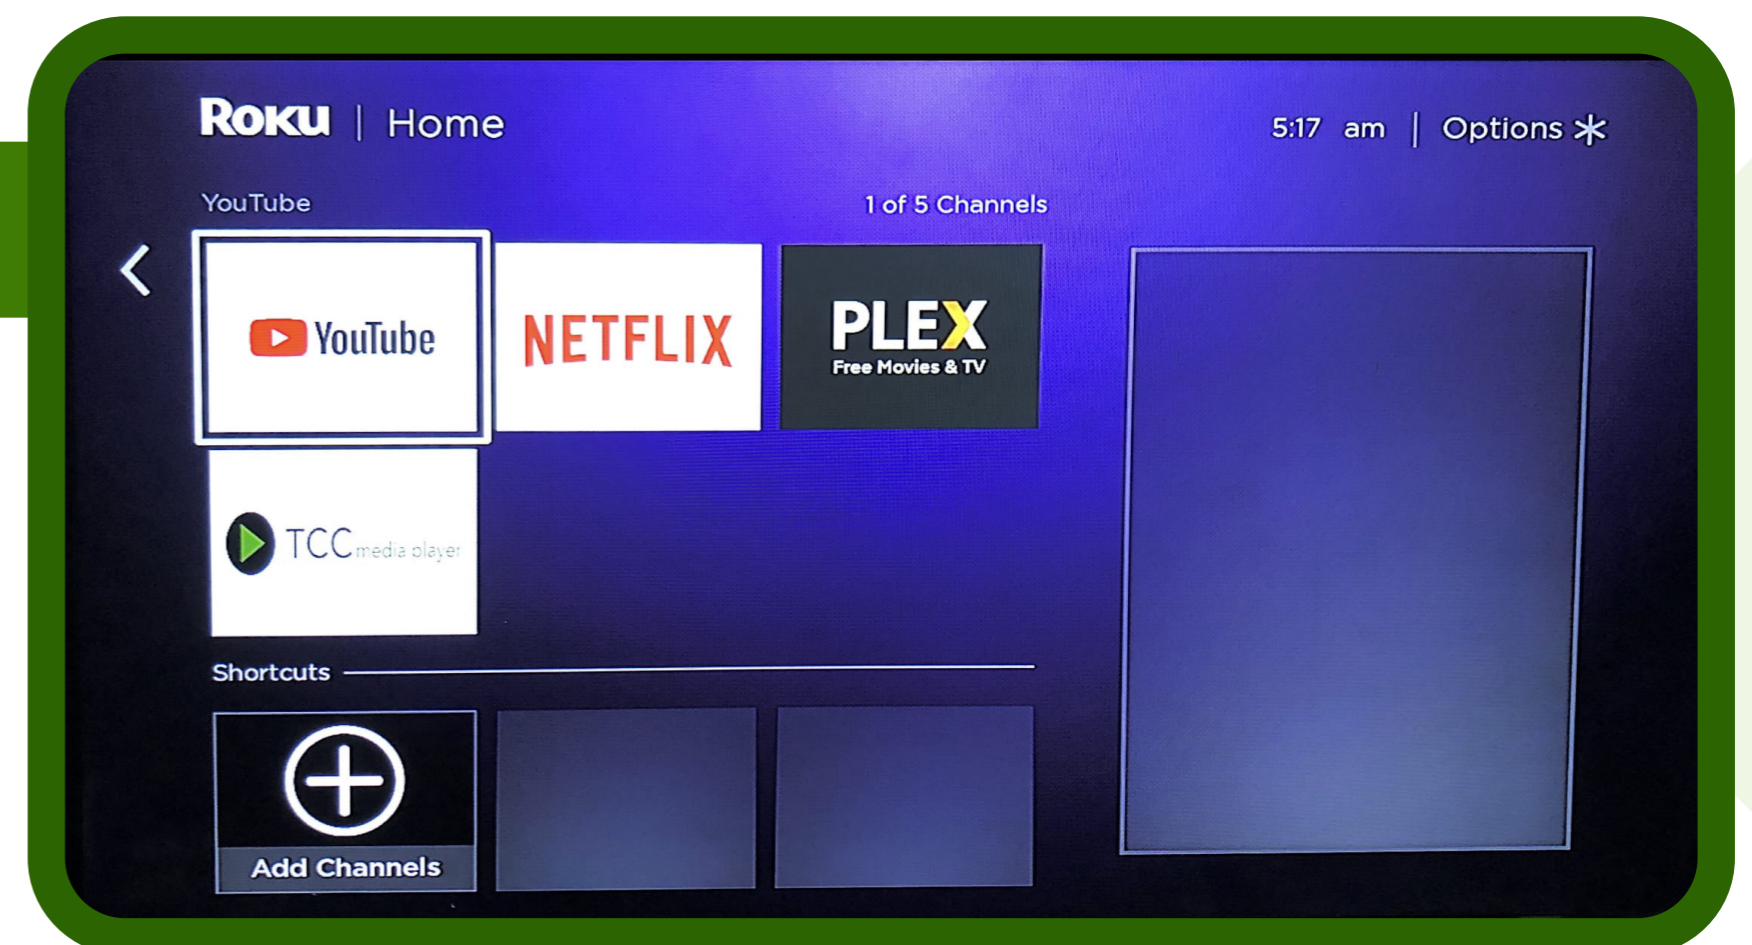 Roku | Home
5:17 am | Options
YouTube
1 of 5 Channels
YouTube
NETFLIX
PLEX
Free Movies & TV
TCC media player
Shortcuts
Add Channels